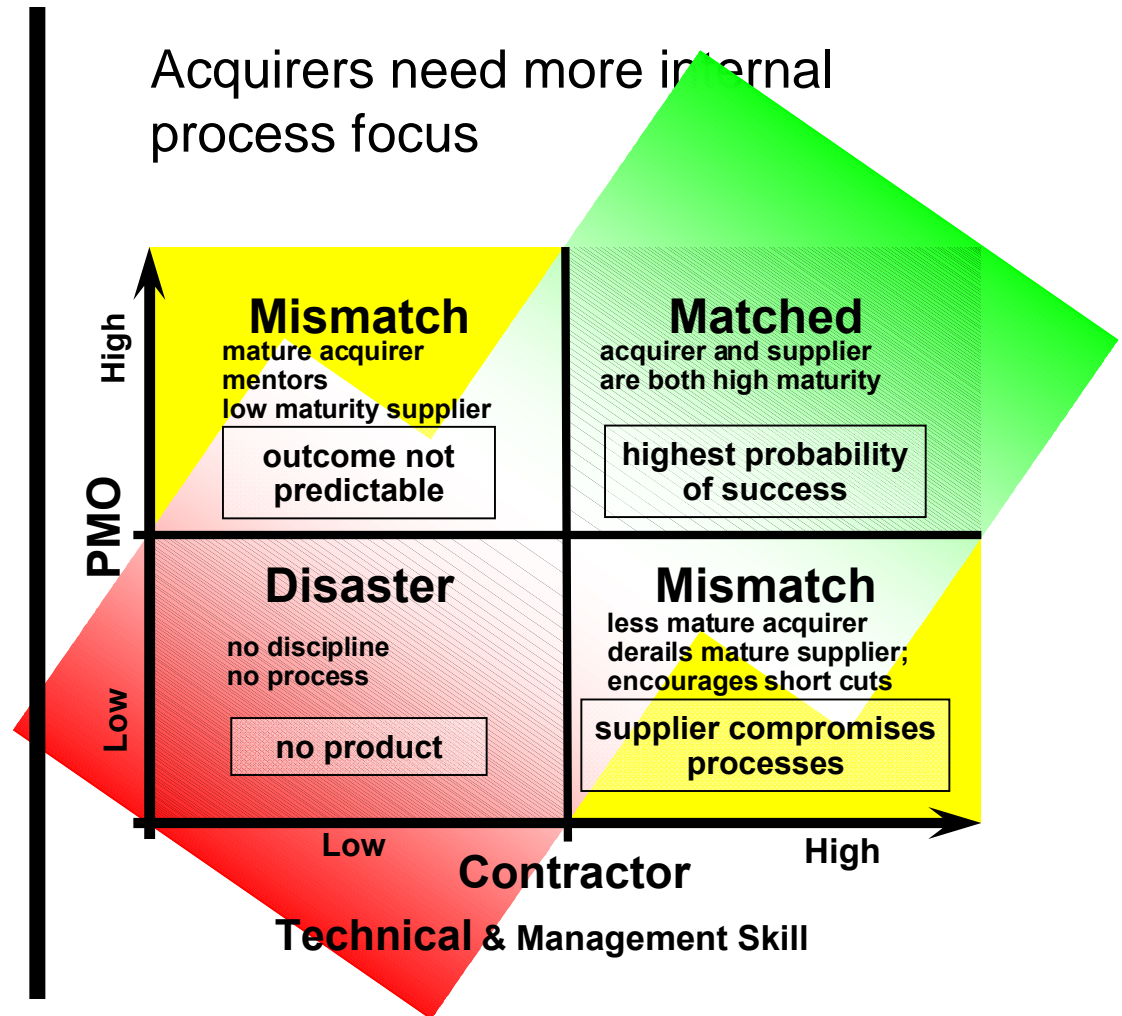 Acquirers need more internal
process focus
High
PMO
Low
Mismatch
mature acquirer
mentors
low maturity supplier
outcome not
predictable
Matched
acquirer and supplier
are both high maturity
highest probability
of success
Disaster
no discipline
no process
no product
Mismatch
less mature acquirer
derails mature supplier;
encourages short cuts
supplier compromises
processes
Low
High
Contractor
Technical & Management Skill